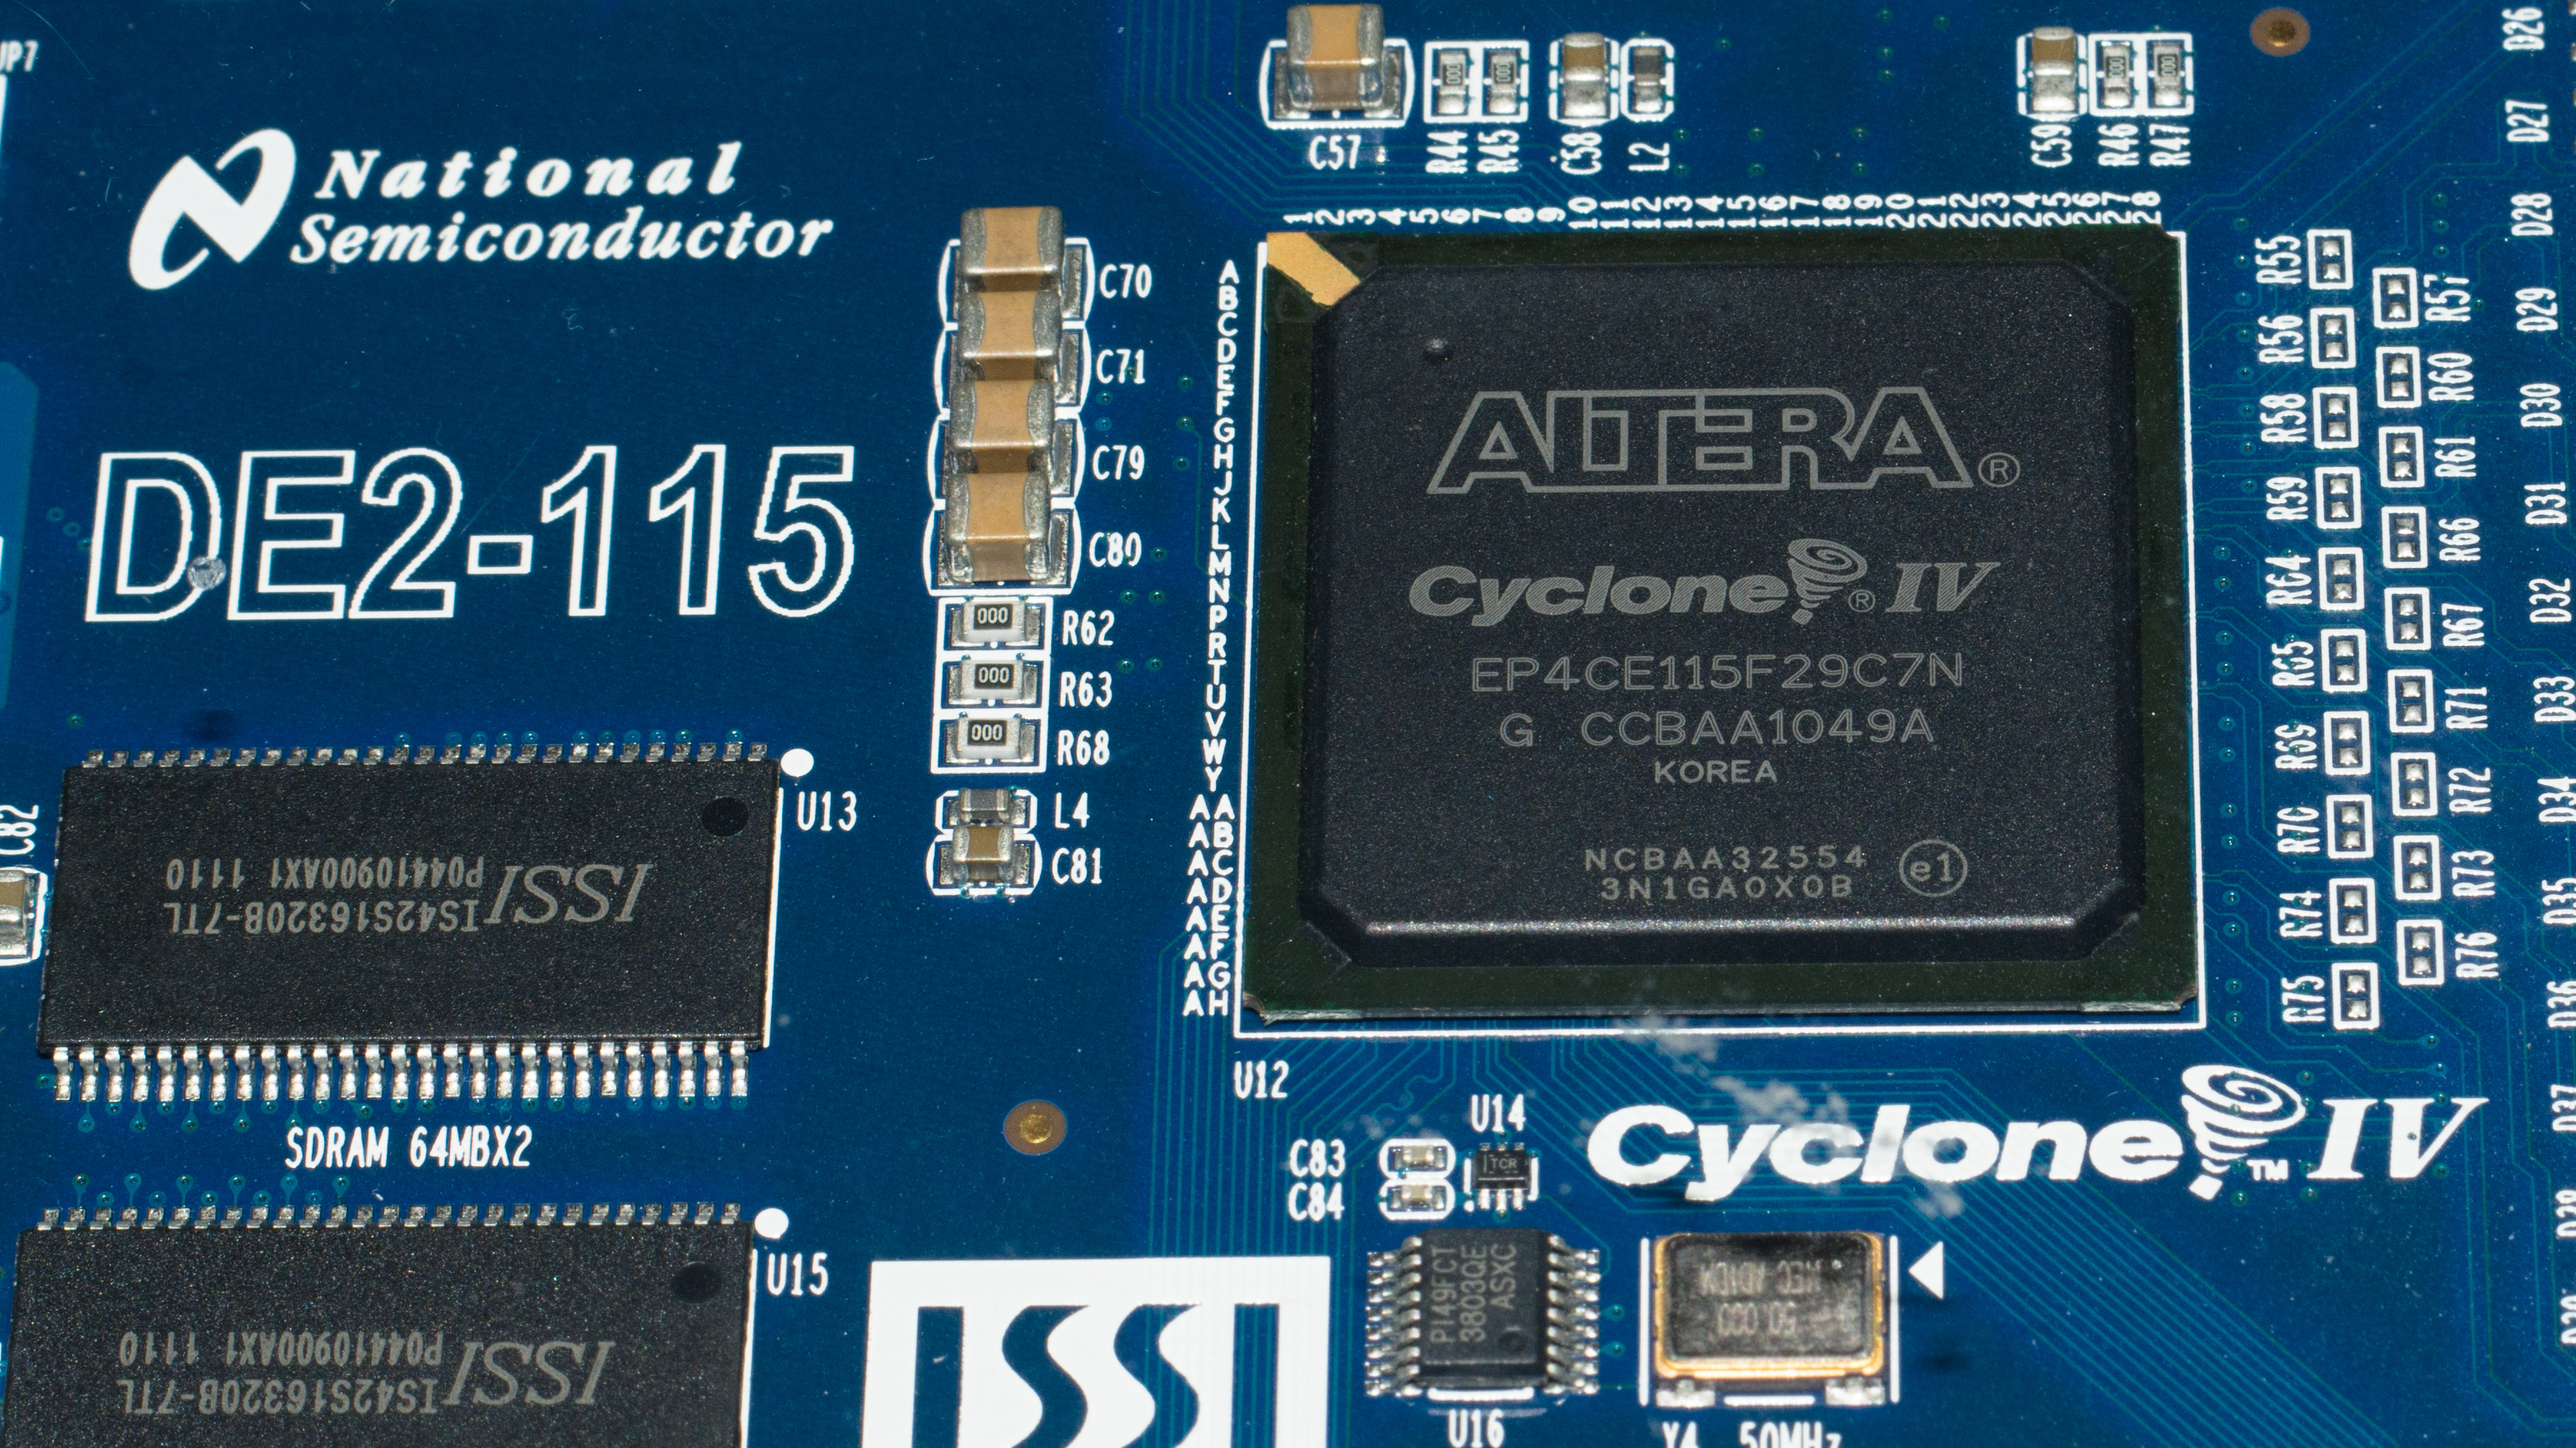 JP7
National
Semiconductor
DE2-115
C57
R44
R45
C58
L2
C59
R46
R47
1 2 3 4 5 6 7 8 9 10 11 12 13 14 15 16 17 18 19 20 21 22 23 24 25 26 27 28
A
B
C
D
E
F
G
H
J
K
L
M
N
P
R
T
U
V
W
Y
AA
AB
AC
AD
AE
AF
AG
AH
C70
C71
C79
C80
000 R62
000 R63
000 R68
L4
C81
ALTERA®
Cyclone® IV
EP4CE115F29C7N
G CCBAA1049A
KOREA
NCBAA32554
3N1GA0X0B
e1
R55
R57
R56
R60
R58
R61
R59
R66
R64
R67
R65
R71
R69
R72
R70
R73
R74
R76
R75
D26
D27
D28
D29
D30
D31
D32
D33
D34
D35
D36
D37
C82
U13
ISSI
IS42S16320B-7TL
P04410900AX1 1110
SDRAM 64MBX2
U15
ISSI
IS42S16320B-7TL
P04410900AX1 1110
ISSI
U12
U14
TCR
C83
C84
Cyclone™ IV
PI49FCT
3803QE
ASXC
U16
Y4 50MHz